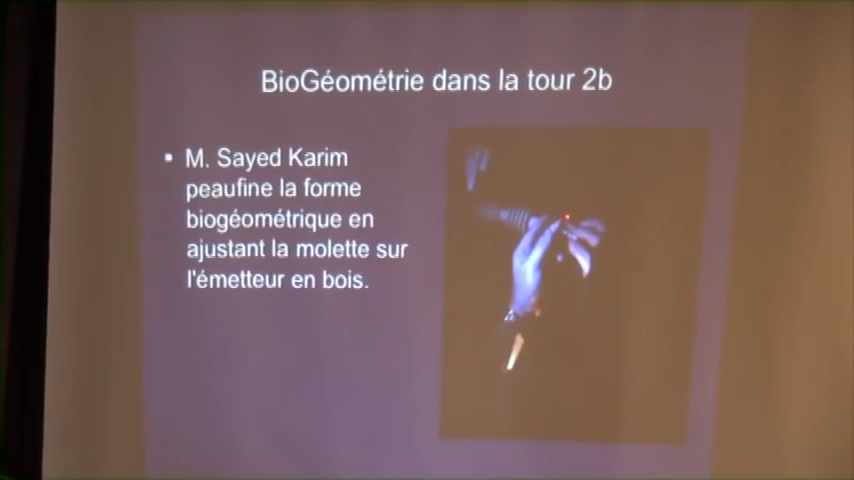 BioGéométrie dans la tour 2b
▪ M. Sayed Karim
peaufine la forme
biogéométrique en
ajustant la molette sur
l'émetteur en bois.